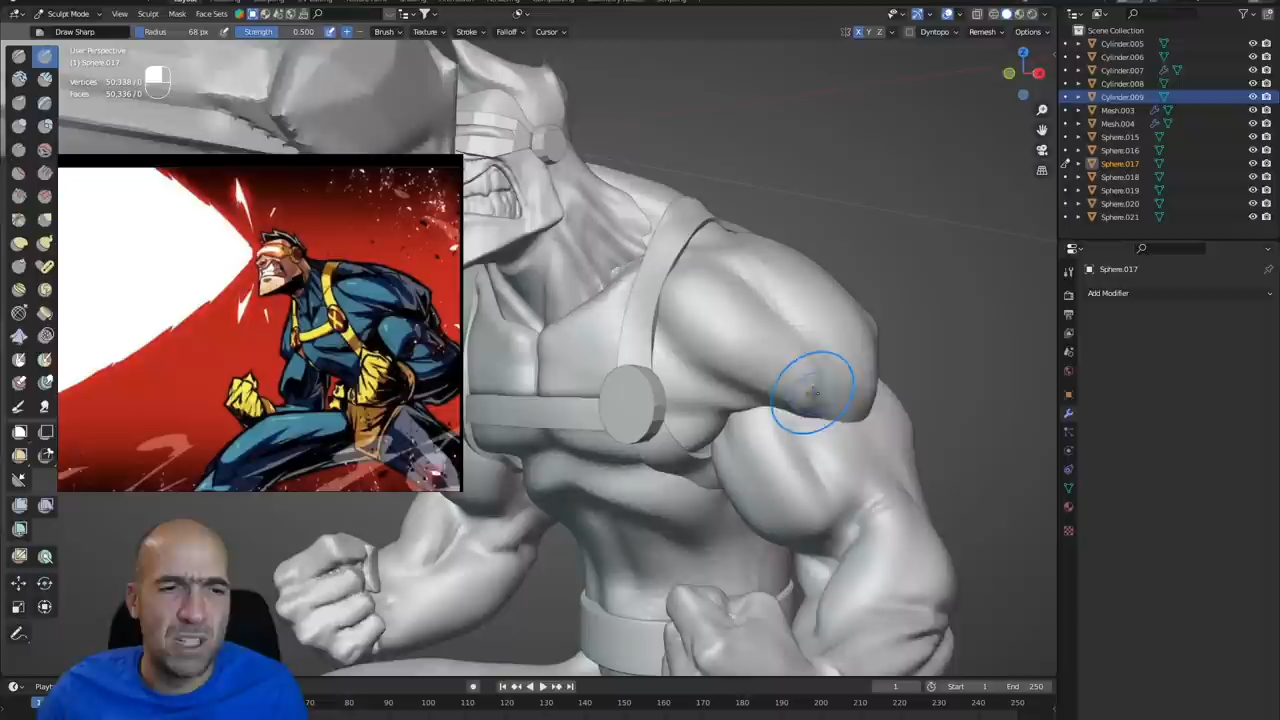 Sculpt Mode
View
Sculpt
Mask
Face Sets
Draw Sharp
Radius
68 px
Strength
0.500
Brush
Texture
Stroke
Falloff
Cursor
X
Y
Z
Dyntopo
Remesh
Options
User Perspective
(1) Sphere.017
Vertices 50,338 / 0
Faces 50,336 / 0
Z
Scene Collection
Cylinder.005
Cylinder.006
Cylinder.007
Cylinder.008
Cylinder.009
Mesh.003
Mesh.004
Sphere.015
Sphere.016
Sphere.017
Sphere.018
Sphere.019
Sphere.020
Sphere.021
Sphere.017
Add Modifier
1
Start
1
End
250
70
80
90
100
110
120
130
140
150
160
170
180
190
200
210
220
230
240
250